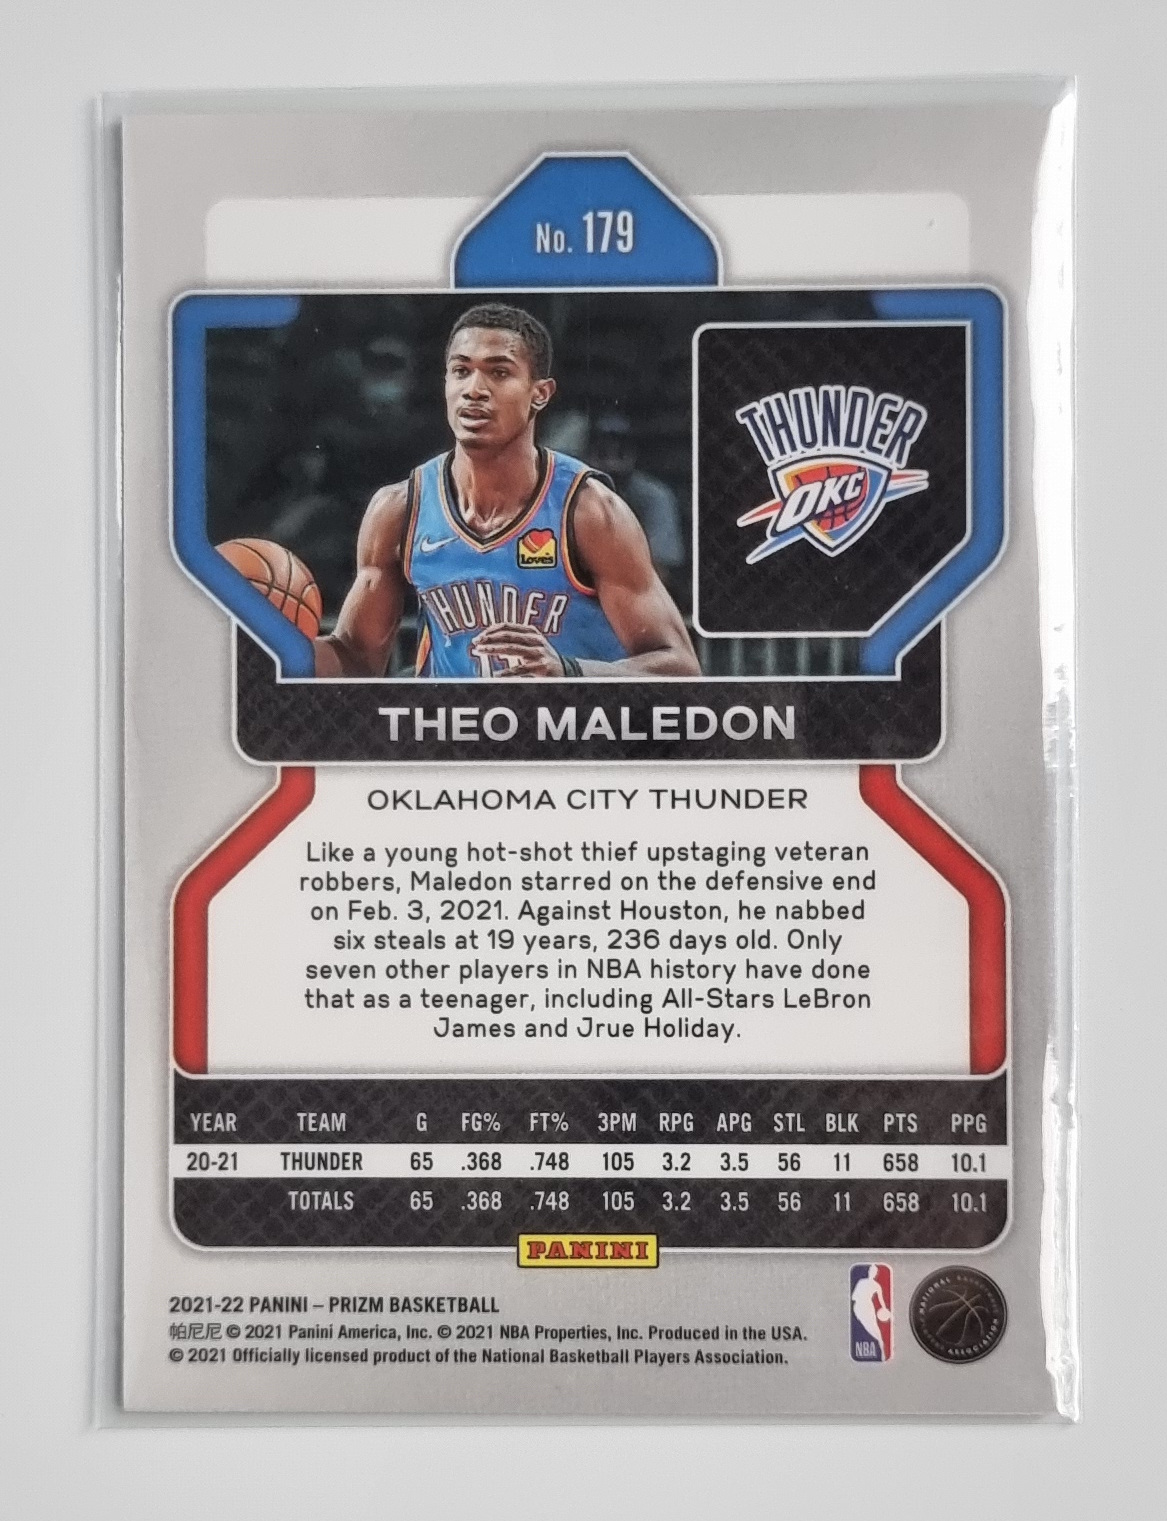 No. 179
THUNDER
OKC
Love's
THUNDER
11
THEO MALEDON
OKLAHOMA CITY THUNDER
Like a young hot-shot thief upstaging veteran
robbers, Maledon starred on the defensive end
on Feb. 3, 2021. Against Houston, he nabbed
six steals at 19 years, 236 days old. Only
seven other players in NBA history have done
that as a teenager, including All-Stars LeBron
James and Jrue Holiday.
YEAR TEAM G FG% FT% 3PM RPG APG STL BLK PTS PPG
20-21 THUNDER 65 .368 .748 105 3.2 3.5 56 11 658 10.1
TOTALS 65 .368 .748 105 3.2 3.5 56 11 658 10.1
PANINI
2021-22 PANINI – PRIZM BASKETBALL
帕尼尼 © 2021 Panini America, Inc. © 2021 NBA Properties, Inc. Produced in the USA.
© 2021 Officially licensed product of the National Basketball Players Association.
NBA
NATIONAL BASKETBALL PLAYERS ASSOCIATION